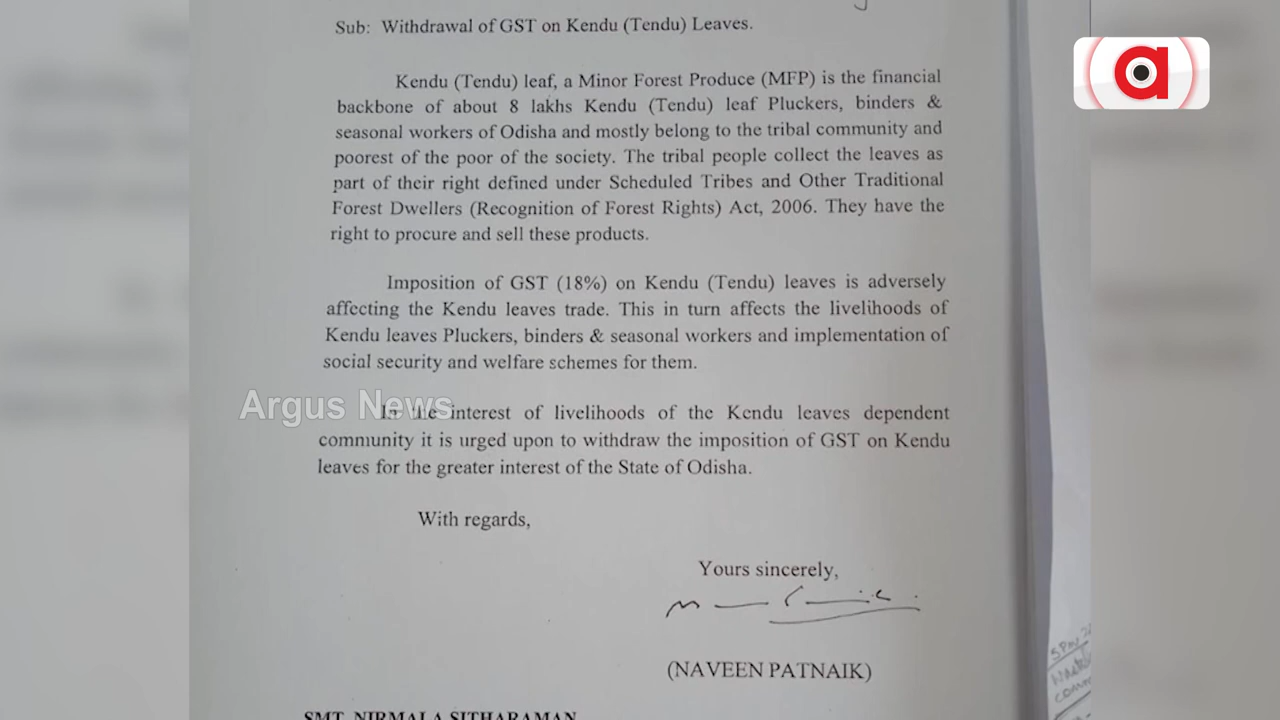 Sub: Withdrawal of GST on Kendu (Tendu) Leaves.
Kendu (Tendu) leaf, a Minor Forest Produce (MFP) is the financial
backbone of about 8 lakhs Kendu (Tendu) leaf Pluckers, binders &
seasonal workers of Odisha and mostly belong to the tribal community and
poorest of the poor of the society. The tribal people collect the leaves as
part of their right defined under Scheduled Tribes and Other Traditional
Forest Dwellers (Recognition of Forest Rights) Act, 2006. They have the
right to procure and sell these products.
Imposition of GST (18%) on Kendu (Tendu) leaves is adversely
affecting the Kendu leaves trade. This in turn affects the livelihoods of
Kendu leaves Pluckers, binders & seasonal workers and implementation of
social security and welfare schemes for them.
Argus News
In the interest of livelihoods of the Kendu leaves dependent
community it is urged upon to withdraw the imposition of GST on Kendu
leaves for the greater interest of the State of Odisha.
With regards,
Yours sincerely,
(NAVEEN PATNAIK)
SMT. NIRMALA SITHARAMAN
a